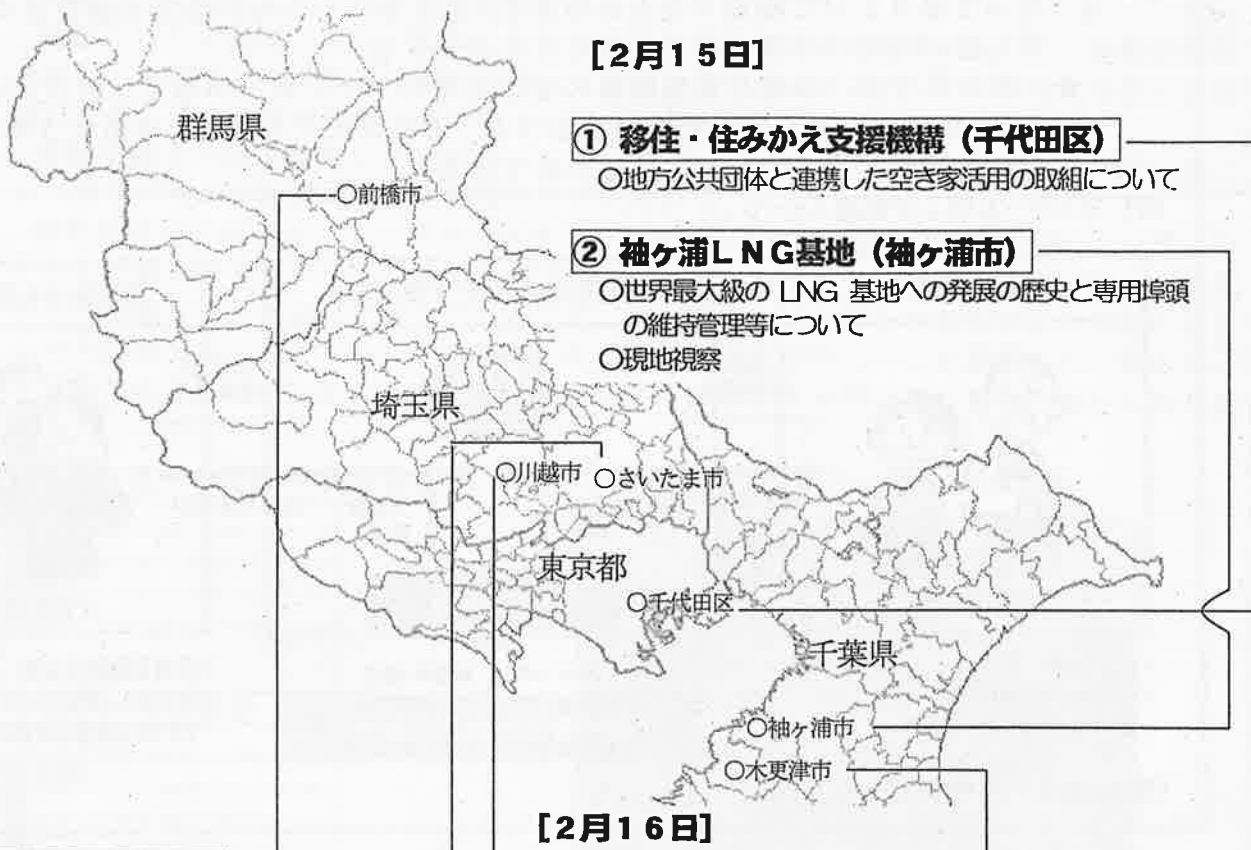 [2月15日]
① 移住・住みかえ支援機構（千代田区）
○地方公共団体と連携した空き家活用の取組について
② 袖ヶ浦ＬＮＧ基地（袖ヶ浦市）
○世界最大級の LNG 基地への発展の歴史と専用埠頭
の維持管理等について
○現地視察
群馬県
○前橋市
埼玉県
○川越市
○さいたま市
東京都
○千代田区
千葉県
○袖ヶ浦市
○木更津市
[2月16日]